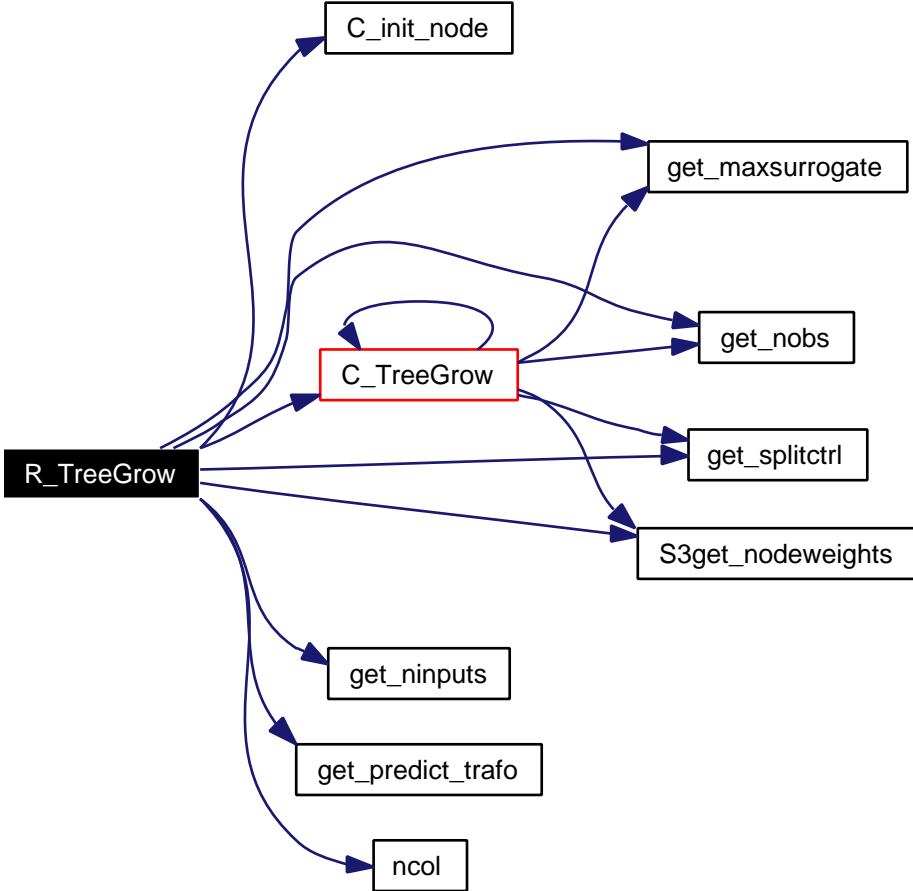 C_init_node
get_maxsurrogate
get_nobs
C_TreeGrow
get_splitctrl
R_TreeGrow
S3get_nodeweights
get_ninputs
get_predict_trafo
ncol